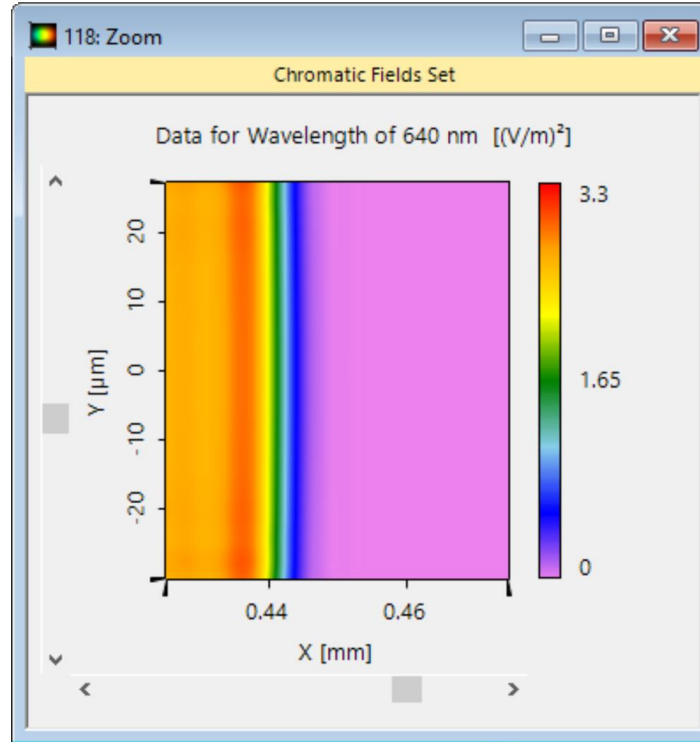 118: Zoom
Chromatic Fields Set
Data for Wavelength of 640 nm  [(V/m)²]
Y [µm]
20
10
0
-10
-20
0.44
0.46
X [mm]
3.3
1.65
0